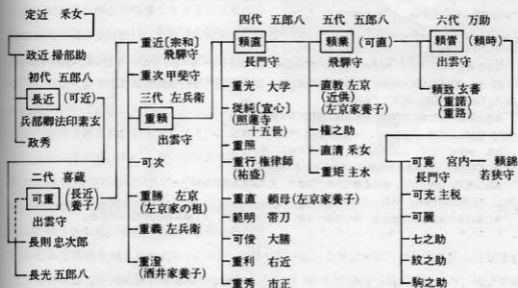 定近 釆女
政近 掃部助
初代 五郎八
長近 (可近)
兵部卿法印素玄
政秀
二代 喜蔵
可重 (長近養子)
出雲守
長則 忠次郎
長光 五郎八
重近〔宗和〕
飛騨守
重次 甲斐守
三代 左兵衛
重頼
出雲守
可次
重勝 左京
(左京家の祖)
重義 左兵衛
重澄
(酒井家養子)
四代 五郎八
頼直
長門守
重光 大学
従純〔宣心〕
(照蓮寺
十五世)
重熙
重行 権律師
(祐盛)
重直 頼母(左京家養子)
範明 帯刀
可俊 大膳
重利 右近
重秀 市正
五代 五郎八
頼業 (可直)
飛騨守
直教 左京
(近供)
(左京家養子)
権之助
直清 釆女
重矩 主水
六代 万助
頼旹 (頼時)
出雲守
頼致 玄番
(重諸)
(重路)
可寛 宮内 頼錦
長門守 若狭守
可充 主税
可麗
七之助
紋之助
駒之助